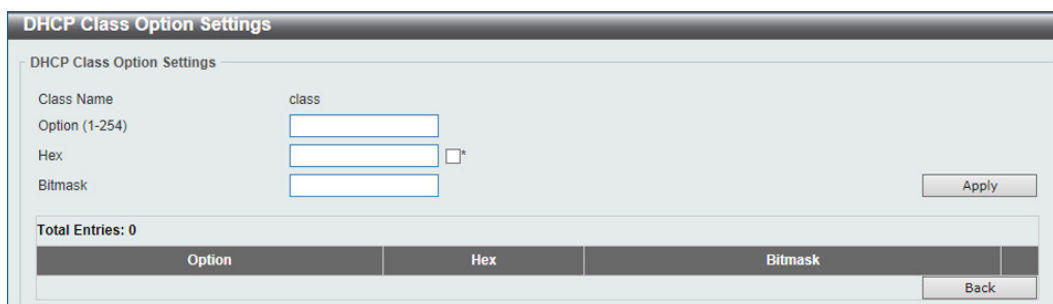 DHCP Class Option Settings
DHCP Class Option Settings
Class Name class
Option (1-254)
Hex *
Bitmask Apply
Total Entries: 0
Option Hex Bitmask
Back